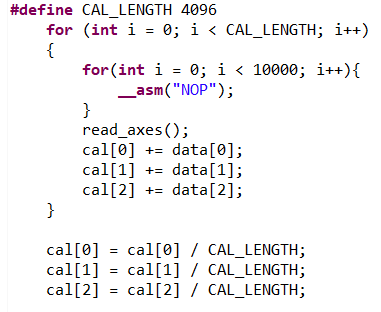 #define CAL_LENGTH 4096
    for (int i = 0; i < CAL_LENGTH; i++)
    {
        for(int i = 0; i < 10000; i++){
            __asm("NOP");
        }
        read_axes();
        cal[0] += data[0];
        cal[1] += data[1];
        cal[2] += data[2];
    }

    cal[0] = cal[0] / CAL_LENGTH;
    cal[1] = cal[1] / CAL_LENGTH;
    cal[2] = cal[2] / CAL_LENGTH;